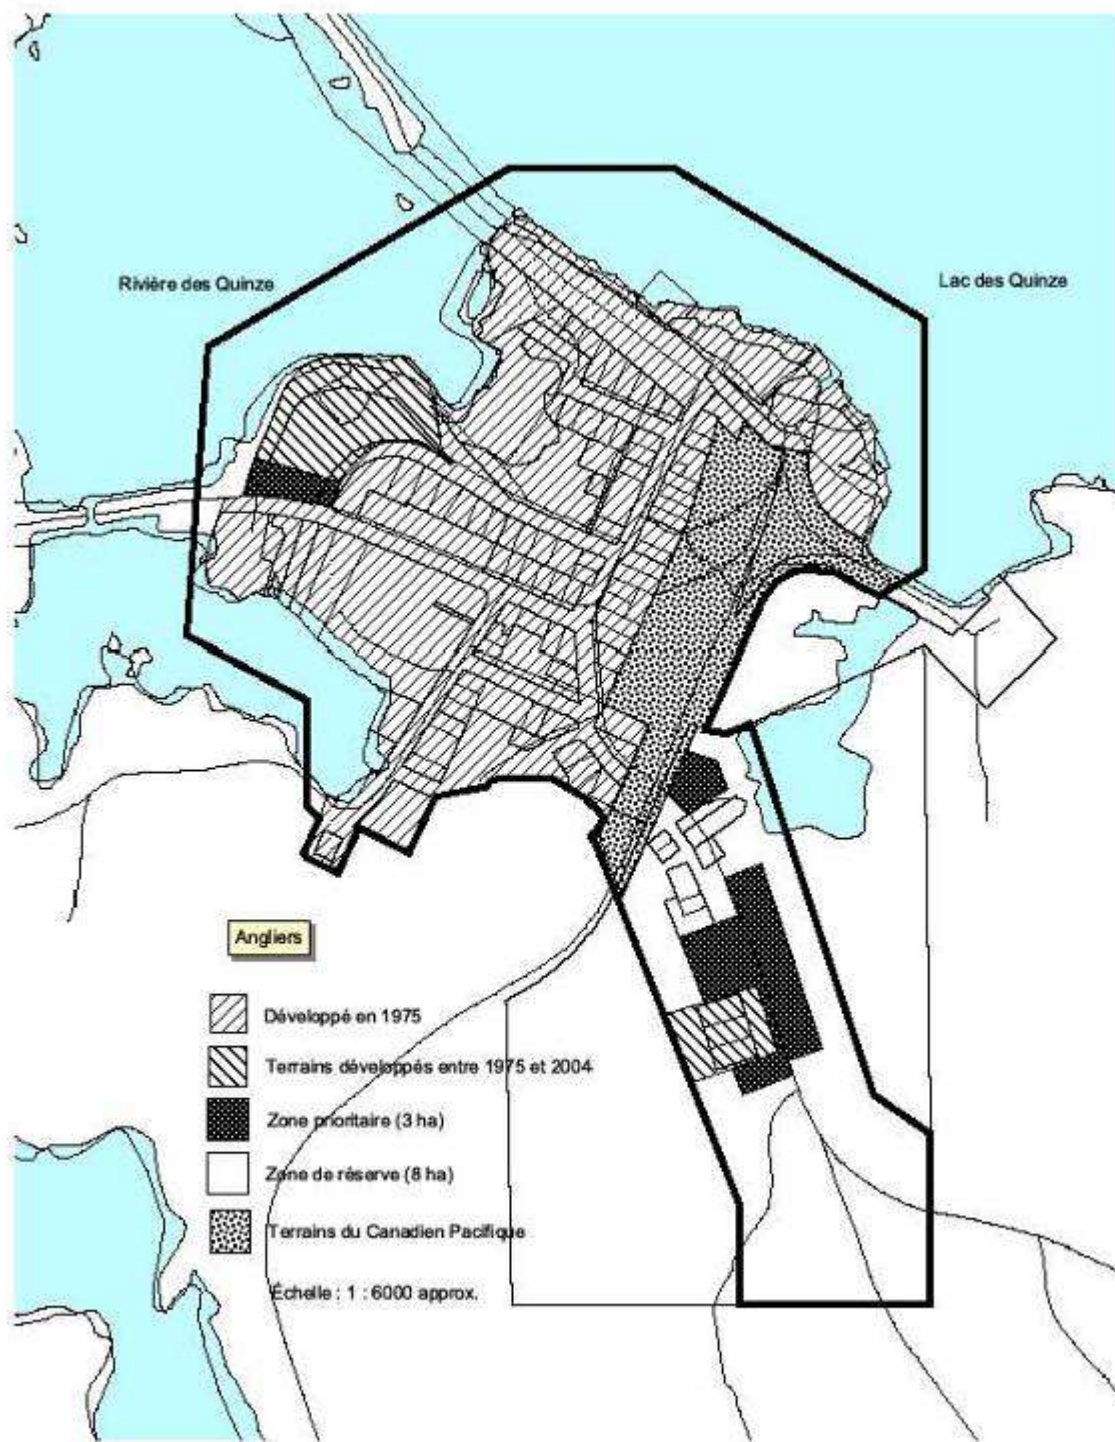 Rivière des Quinze
Lac des Quinze
Angliers
Développé en 1975
Terrains développés entre 1975 et 2004
Zone prioritaire (3 ha)
Zone de réserve (8 ha)
Terrains du Canadien Pacifique
Échelle : 1 : 6000 approx.